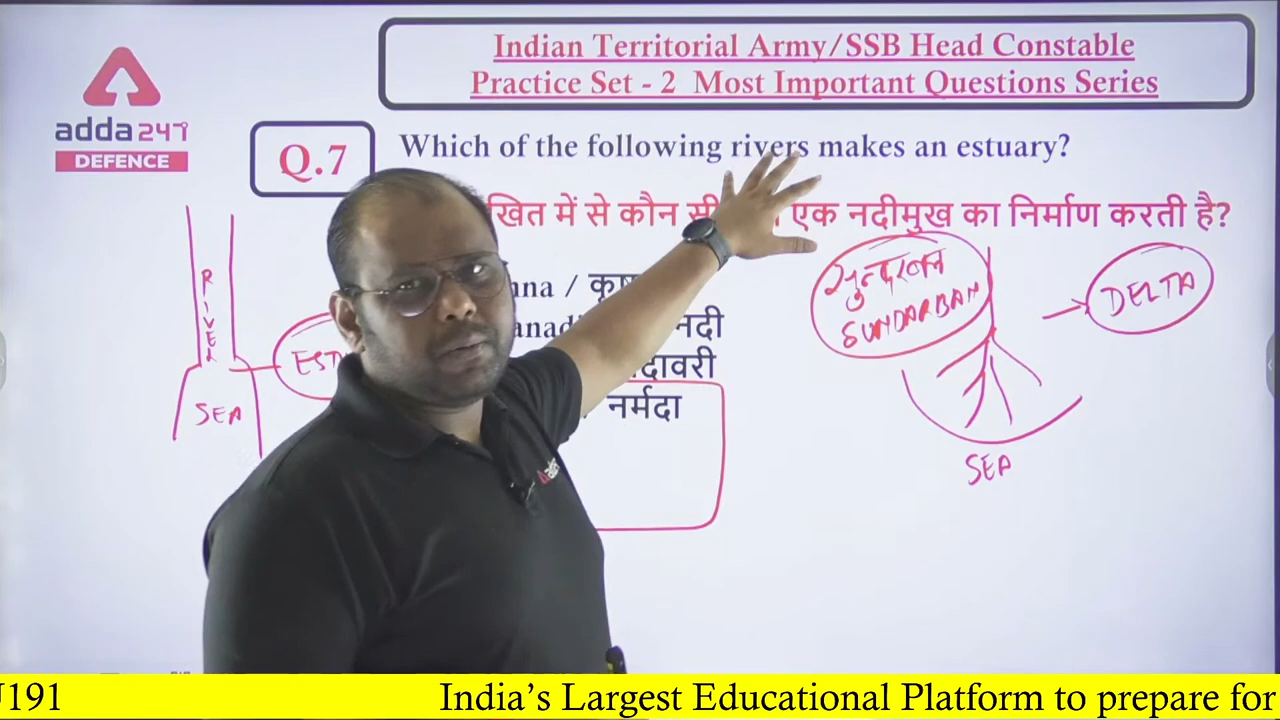 Indian Territorial Army/SSB Head Constable
Practice Set - 2 Most Important Questions Series
adda247
DEFENCE
Q.7
Which of the following rivers makes an estuary?
में से कौन एक नदीमुख का निर्माण करती है?
RIVER
SEA
सुन्दरबन
SUNDARBAN
DELTA
SEA
नदी
नर्मदा
J191
India's Largest Educational Platform to prepare for